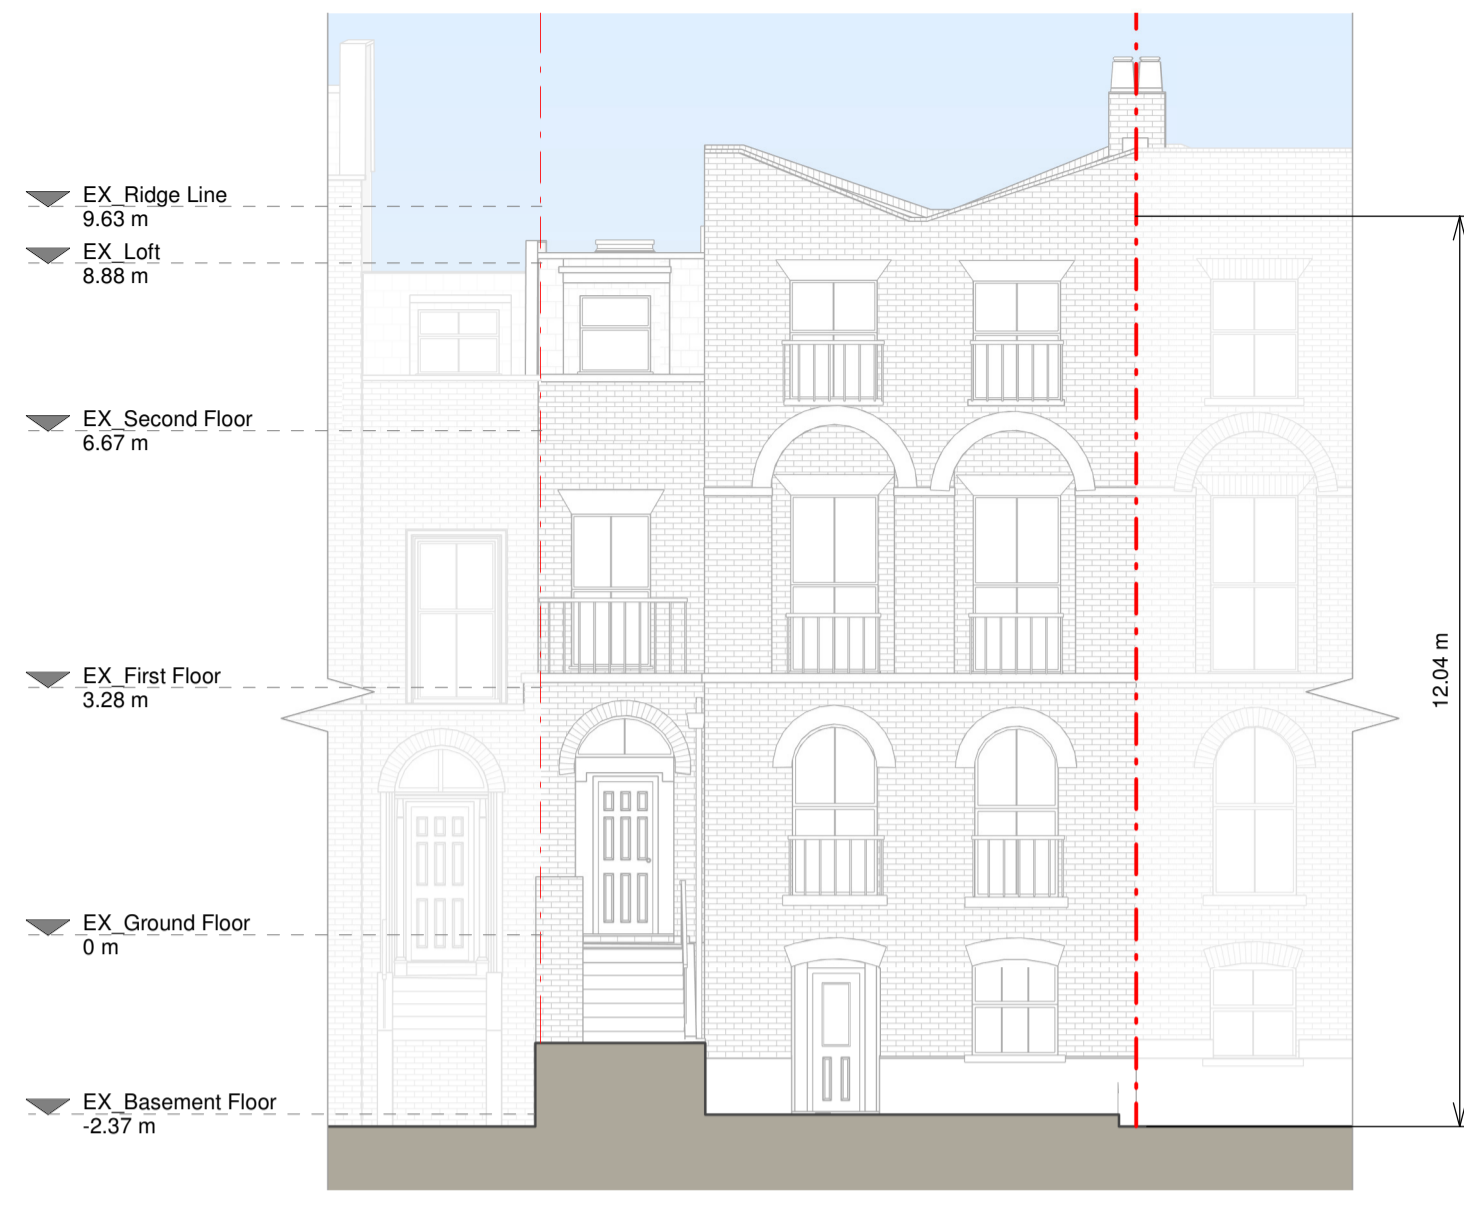 EX_Ridge Line
9.63 m
EX_Loft
8.88 m
EX_Second Floor
6.67 m
EX_First Floor
3.28 m
12.04 m
EX_Ground Floor
0 m
EX_Basement Floor
-2.37 m